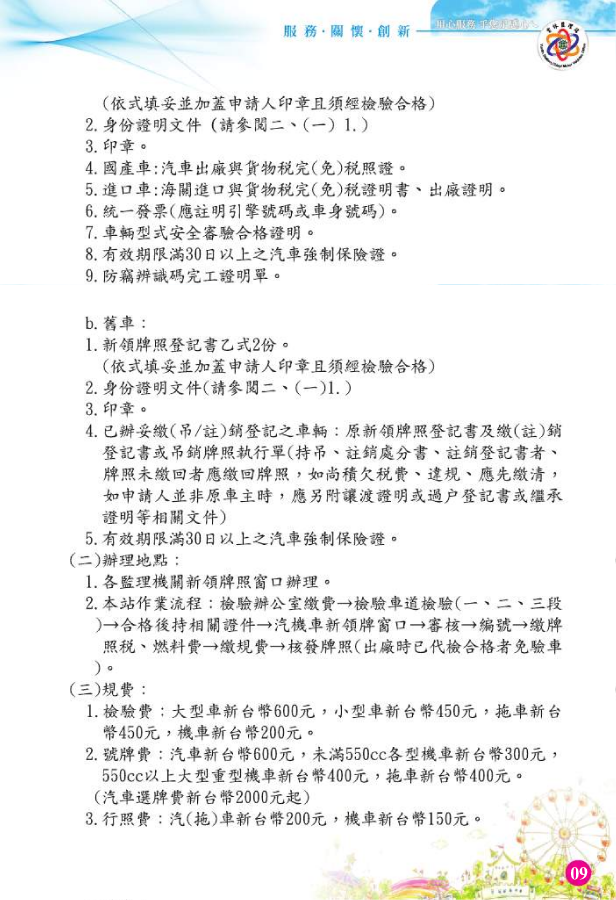 服務·關懷·創新
(依式填妥並加蓋申請人印章且須經檢驗合格)
2.身份證明文件（請參閱二、(一) 1.)
3.印章。
4.國產車:汽車出廠與貨物稅完(免)稅照證。
5.進口車:海關進口與貨物稅完(免)稅證明書、出廠證明。
6.統一發票(應註明引擎號碼或車身號碼)。
7.車輛型式安全審驗合格證明。
8.有效期限滿30日以上之汽車強制保險證。
9.防竊辨識碼完工證明單。
b.舊車：
1.新領牌照登記書乙式2份。
(依式填妥並加蓋申請人印章且須經檢驗合格)
2.身份證明文件(請參閱二、(一)1.)
3.印章。
4.已辦妥繳(吊/註)銷登記之車輛：原新領牌照登記書及繳(註)銷
登記書或吊銷牌照執行單(持吊、註銷處分書、註銷登記書者、
牌照未繳回者應繳回牌照，如尚積欠稅費、違規、應先繳清，
如申請人並非原車主時，應另附讓渡證明或過户登記書或繼承
證明等相關文件)
5.有效期限滿30日以上之汽車強制保險證。
(二)辦理地點：
1.各監理機關新領牌照窗口辦理。
2.本站作業流程：檢驗辦公室繳費→檢驗車道檢驗(一、二、三段
)→合格後持相關證件→汽機車新領牌窗口→審核→編號→繳牌
照稅、燃料費→繳規費→核發牌照(出廠時已代檢合格者免驗車
)。
(三)規費：
1.檢驗費：大型車新台幣600元，小型車新台幣450元，拖車新台
幣450元，機車新台幣200元。
2.號牌費：汽車新台幣600元，未滿550cc各型機車新台幣300元，
550cc以上大型重型機車新台幣400元，拖車新台幣400元。
(汽車選牌費新台幣2000元起)
3.行照費：汽(拖)車新台幣200元，機車新台幣150元。
09